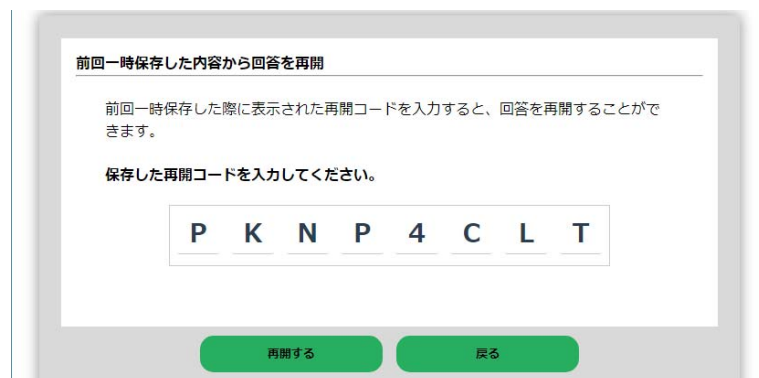 前回一時保存した内容から回答を再開
前回一時保存した際に表示された再開コードを入力すると、回答を再開することがで
きます。
保存した再開コードを入力してください。
P K N P 4 C L T
再開する 戻る